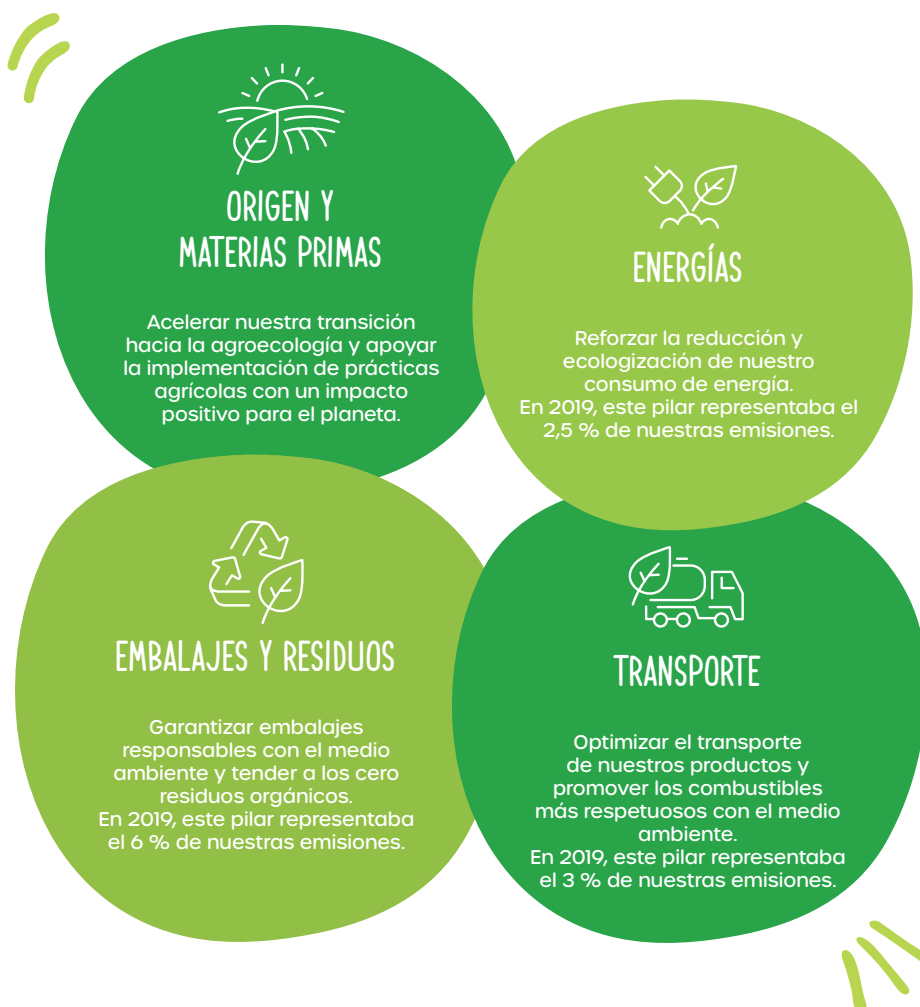 ORIGEN Y
MATERIAS PRIMAS
Acelerar nuestra transición
hacia la agroecología y apoyar
la implementación de prácticas
agrícolas con un impacto
positivo para el planeta.
ENERGÍAS
Reforzar la reducción y
ecologización de nuestro
consumo de energía.
En 2019, este pilar representaba el
2,5 % de nuestras emisiones.
EMBALAJES Y RESIDUOS
Garantizar embalajes
responsables con el medio
ambiente y tender a los cero
residuos orgánicos.
En 2019, este pilar representaba
el 6 % de nuestras emisiones.
TRANSPORTE
Optimizar el transporte
de nuestros productos y
promover los combustibles
más respetuosos con el medio
ambiente.
En 2019, este pilar representaba
el 3 % de nuestras emisiones.